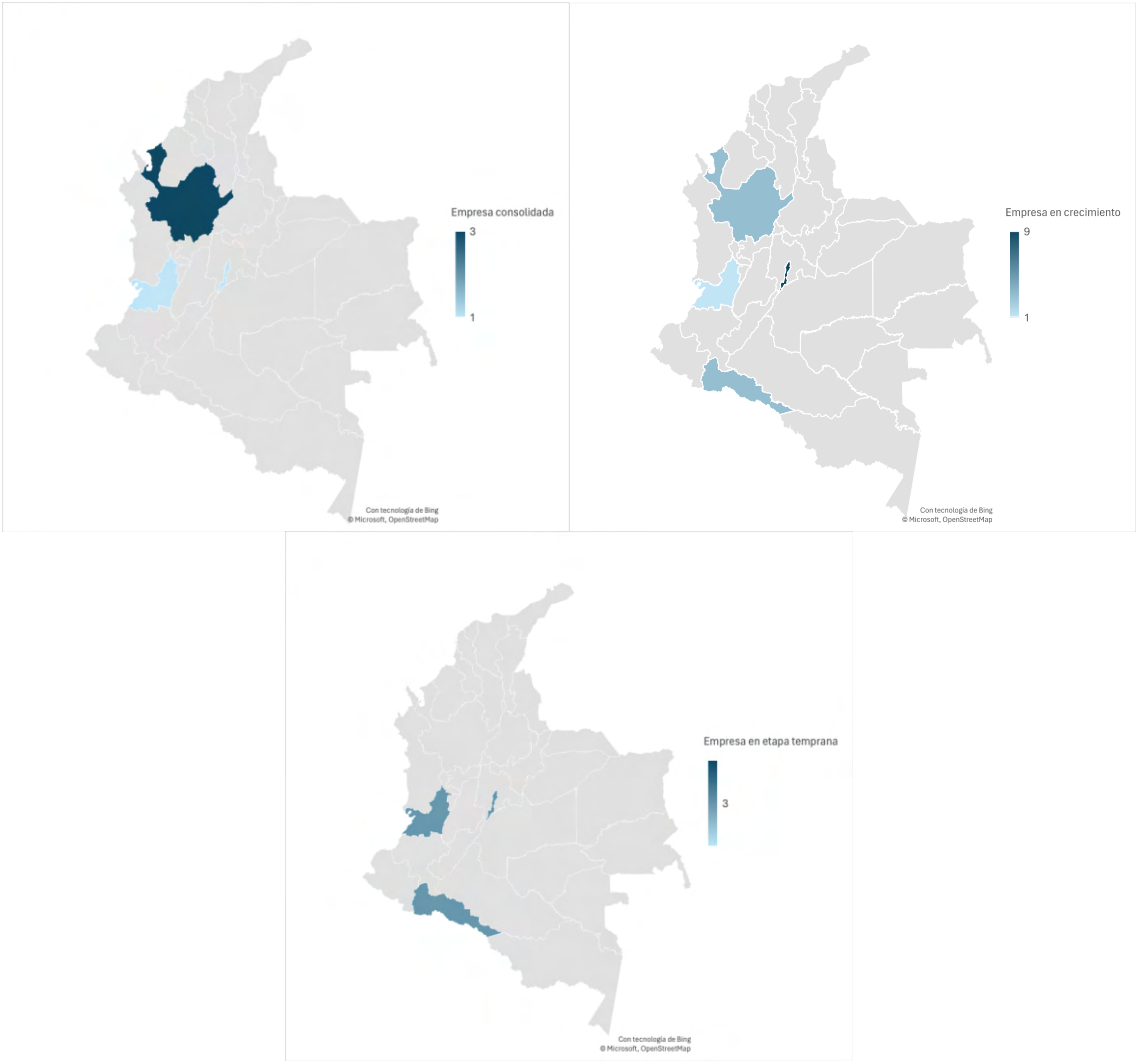 Empresa consolidada
3
1
Con tecnología de Bing
© Microsoft, OpenStreetMap
Empresa en crecimiento
9
1
Con tecnología de Bing
© Microsoft, OpenStreetMap
Empresa en etapa temprana
3
Con tecnología de Bing
© Microsoft, OpenStreetMap